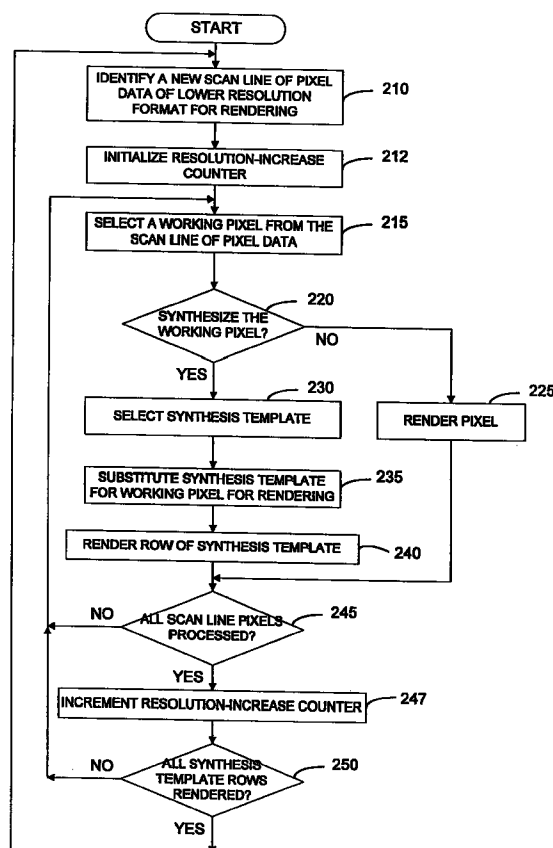 START
IDENTIFY A NEW SCAN LINE OF PIXEL
DATA OF LOWER RESOLUTION
FORMAT FOR RENDERING
210
INITIALIZE RESOLUTION-INCREASE
COUNTER
212
SELECT A WORKING PIXEL FROM THE
SCAN LINE OF PIXEL DATA
215
SYNTHESIZE THE
WORKING PIXEL?
220
NO
YES
SELECT SYNTHESIS TEMPLATE
230
RENDER PIXEL
225
SUBSTITUTE SYNTHESIS TEMPLATE
FOR WORKING PIXEL FOR RENDERING
235
RENDER ROW OF SYNTHESIS TEMPLATE
240
ALL SCAN LINE PIXELS
PROCESSED?
245
NO
YES
INCREMENT RESOLUTION-INCREASE COUNTER
247
ALL SYNTHESIS
TEMPLATE ROWS
RENDERED?
250
NO
YES